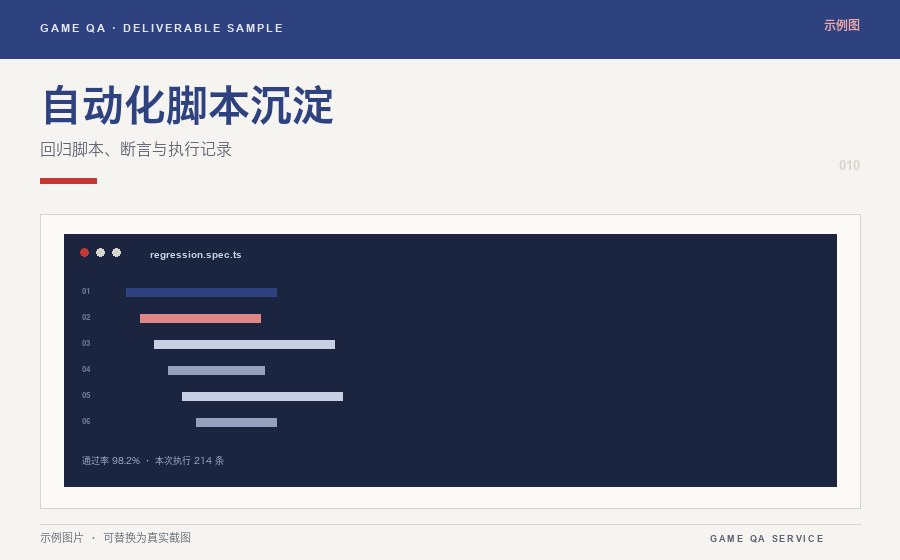 GAME QA · DELIVERABLE SAMPLE
示例图
自动化脚本沉淀
回归脚本、断言与执行记录
010
regression.spec.ts
01
02
03
04
05
06
通过率 98.2% · 本次执行 214 条
示例图片 · 可替换为真实截图
GAME QA SERVICE